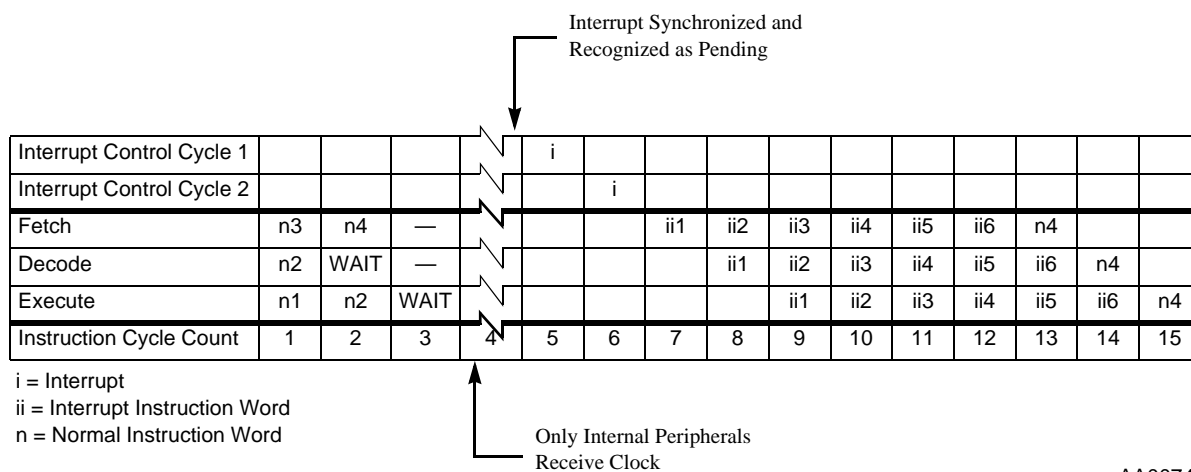 Interrupt Synchronized and
Recognized as Pending
Interrupt Control Cycle 1 i
Interrupt Control Cycle 2 i
Fetch n3 n4 — ii1 ii2 ii3 ii4 ii5 ii6 n4
Decode n2 WAIT — ii1 ii2 ii3 ii4 ii5 ii6 n4
Execute n1 n2 WAIT ii1 ii2 ii3 ii4 ii5 ii6 n4
Instruction Cycle Count 1 2 3 4 5 6 7 8 9 10 11 12 13 14 15
i = Interrupt
ii = Interrupt Instruction Word
n = Normal Instruction Word
Only Internal Peripherals
Receive Clock